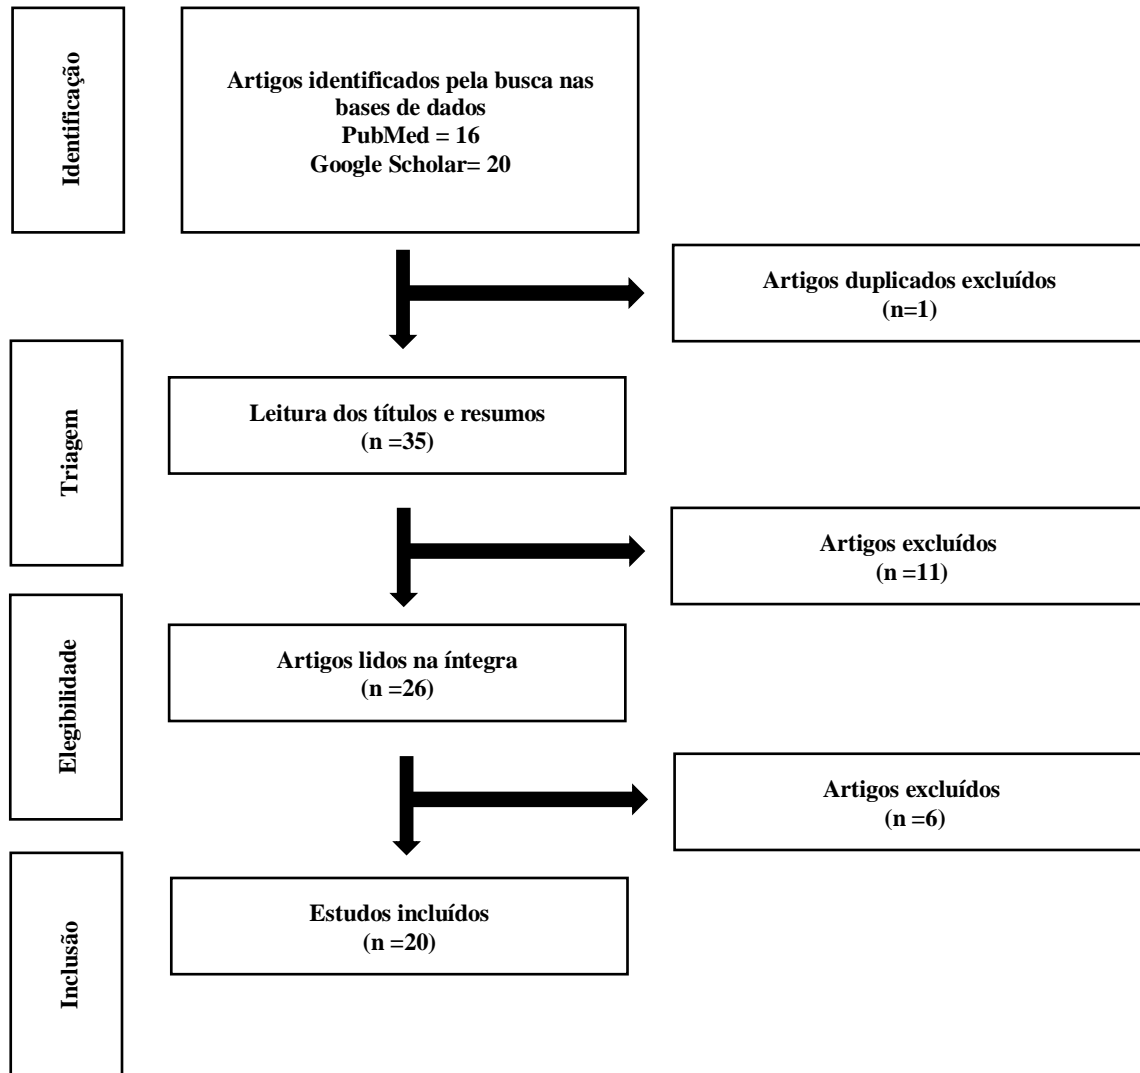 Identificação
Artigos identificados pela busca nas
bases de dados
PubMed = 16
Google Scholar= 20
Artigos duplicados excluídos
(n=1)
Triagem
Leitura dos títulos e resumos
(n =35)
Artigos excluídos
(n =11)
Elegibilidade
Artigos lidos na íntegra
(n =26)
Artigos excluídos
(n =6)
Inclusão
Estudos incluídos
(n =20)